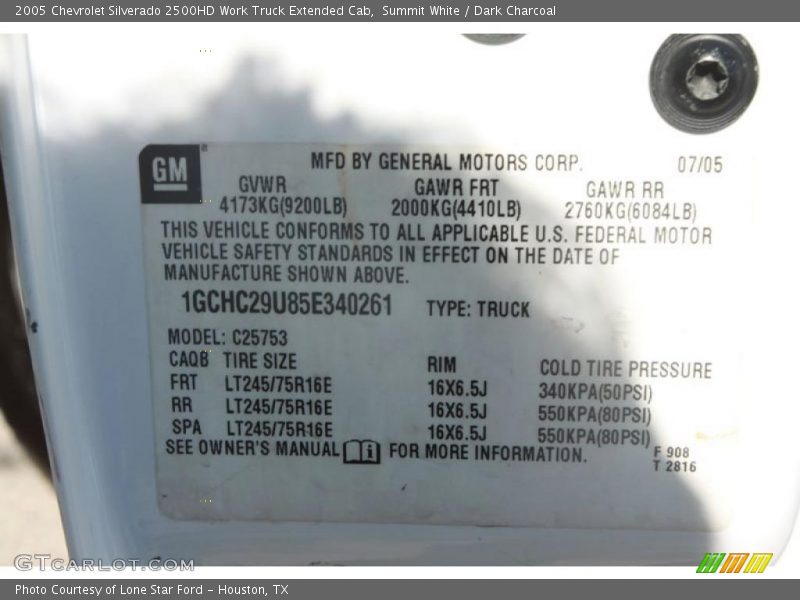 2005 Chevrolet Silverado 2500HD Work Truck Extended Cab,  Summit White / Dark Charcoal
GM®
MFD BY GENERAL MOTORS CORP. 07/05
GVWR GAWR FRT GAWR RR
4173KG(9200LB) 2000KG(4410LB) 2760KG(6084LB)
THIS VEHICLE CONFORMS TO ALL APPLICABLE U.S. FEDERAL MOTOR
VEHICLE SAFETY STANDARDS IN EFFECT ON THE DATE OF
MANUFACTURE SHOWN ABOVE.
1GCHC29U85E340261 TYPE: TRUCK
MODEL: C25753
CAQB TIRE SIZE RIM COLD TIRE PRESSURE
FRT LT245/75R16E 16X6.5J 340KPA(50PSI)
RR LT245/75R16E 16X6.5J 550KPA(80PSI)
SPA LT245/75R16E 16X6.5J 550KPA(80PSI)
SEE OWNER'S MANUAL i FOR MORE INFORMATION.
F 908
T 2816
GTCARLOT.COM
Photo Courtesy of Lone Star Ford - Houston, TX